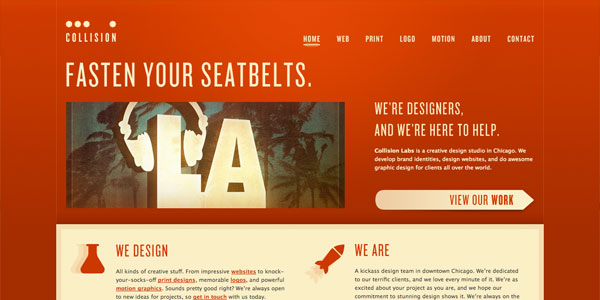 COLLISION
HOME WEB PRINT LOGO MOTION ABOUT CONTACT
FASTEN YOUR SEATBELTS.
LA
WE'RE DESIGNERS,
AND WE'RE HERE TO HELP.
Collision Labs is a creative design studio in Chicago. We
develop brand identities, design websites, and do awesome
graphic design for clients all over the world.
VIEW OUR WORK
WE DESIGN
All kinds of creative stuff. From impressive websites to knock-
your-socks-off print designs, memorable logos, and powerful
motion graphics. Sounds pretty good right? We're always open
to new ideas for projects, so get in touch with us today.
WE ARE
A kickass design team in downtown Chicago. We're dedicated
to our terrific clients, and we love every minute of it. We're as
excited about your project as you are, and we hope our
commitment to stunning design shows it. We're always on the